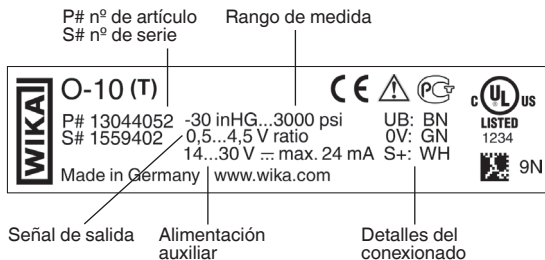 P# nº de artículo
S# nº de serie
Rango de medida
WIKA
O-10 (T)
CE
PG
P# 13044052
S# 1559402
-30 inHG...3000 psi
0,5...4,5 V ratio
14...30 V ⎓ max. 24 mA
UB: BN
0V: GN
S+: WH
c UL US
LISTED
1234
9N
Made in Germany www.wika.com
Señal de salida
Alimentación
auxiliar
Detalles del
conexionado